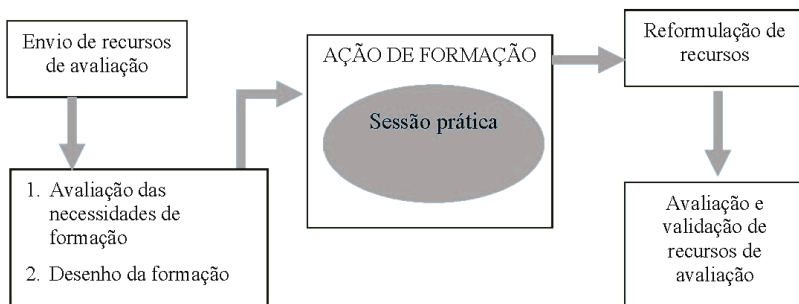 Envio de recursos
de avaliação
1. Avaliação das
necessidades de
formação
2. Desenho da formação
AÇÃO DE FORMAÇÃO
Sessão prática
Reformulação de
recursos
Avaliação e
validação de
recursos de
avaliação